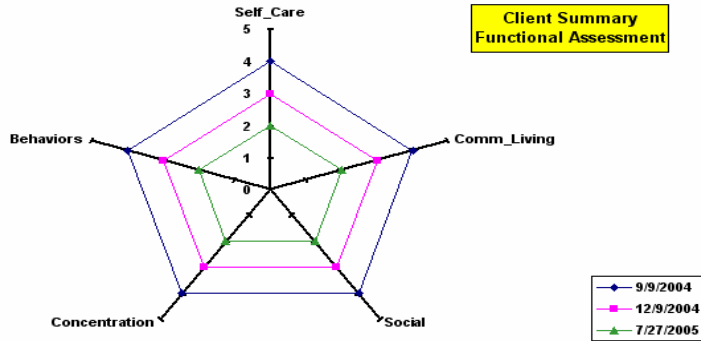 Self_Care
Client Summary
Functional Assessment
5
4
3
2
1
0
Behaviors
Comm_Living
Concentration
Social
9/9/2004
12/9/2004
7/27/2005